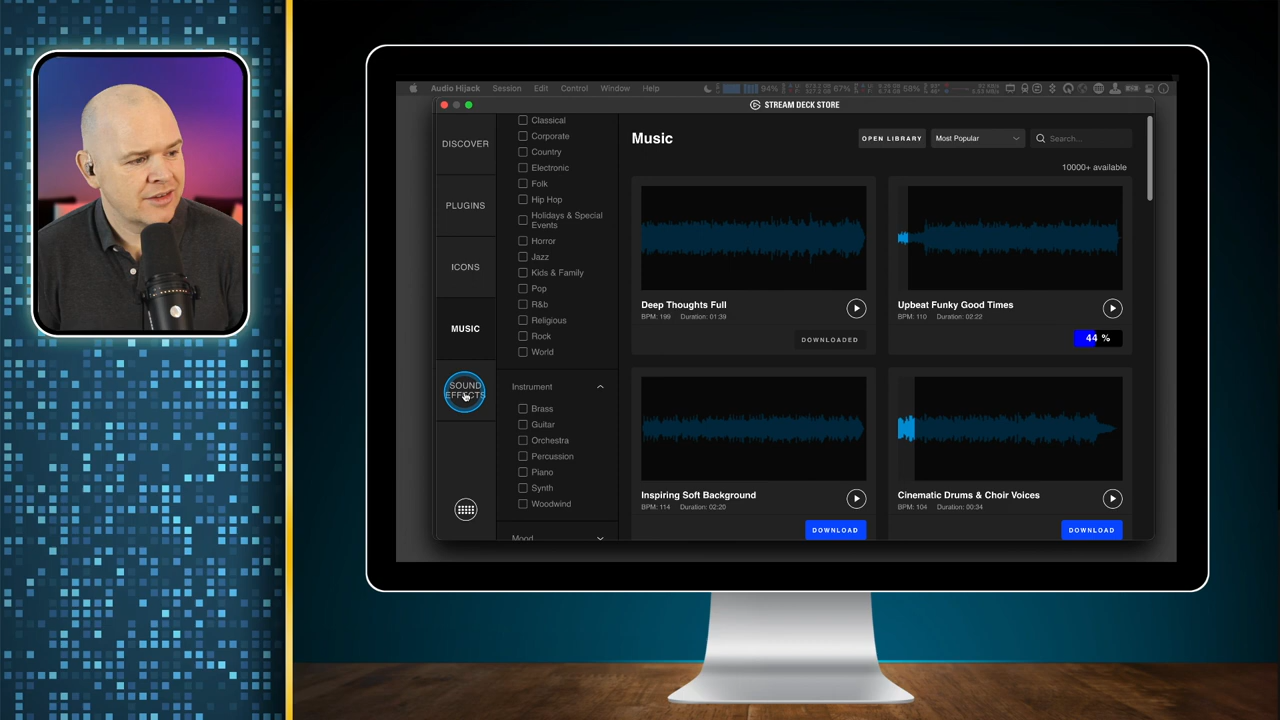 Audio Hijack Session Edit Control Window Help
94%
67%
58%
STREAM DECK STORE
DISCOVER
PLUGINS
ICONS
MUSIC
SOUND
EFFECTS
Classical
Corporate
Country
Electronic
Folk
Hip Hop
Holidays & Special
Events
Horror
Jazz
Kids & Family
Pop
R&b
Religious
Rock
World
Instrument
Brass
Guitar
Orchestra
Percussion
Piano
Synth
Woodwind
Mood
Music
OPEN LIBRARY
Most Popular
Search...
10000+ available
Deep Thoughts Full
BPM: 199 Duration: 01:39
DOWNLOADED
Upbeat Funky Good Times
BPM: 110 Duration: 02:22
44 %
Inspiring Soft Background
BPM: 114 Duration: 02:20
DOWNLOAD
Cinematic Drums & Choir Voices
BPM: 104 Duration: 00:34
DOWNLOAD